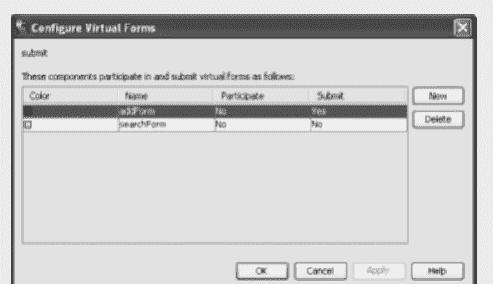 Configure Virtual Forms
submit
These components participate in and submit virtual forms as follows:
Color Name Participate Submit
addForm No Yes
searchForm No No
New
Delete
OK Cancel Apply Help